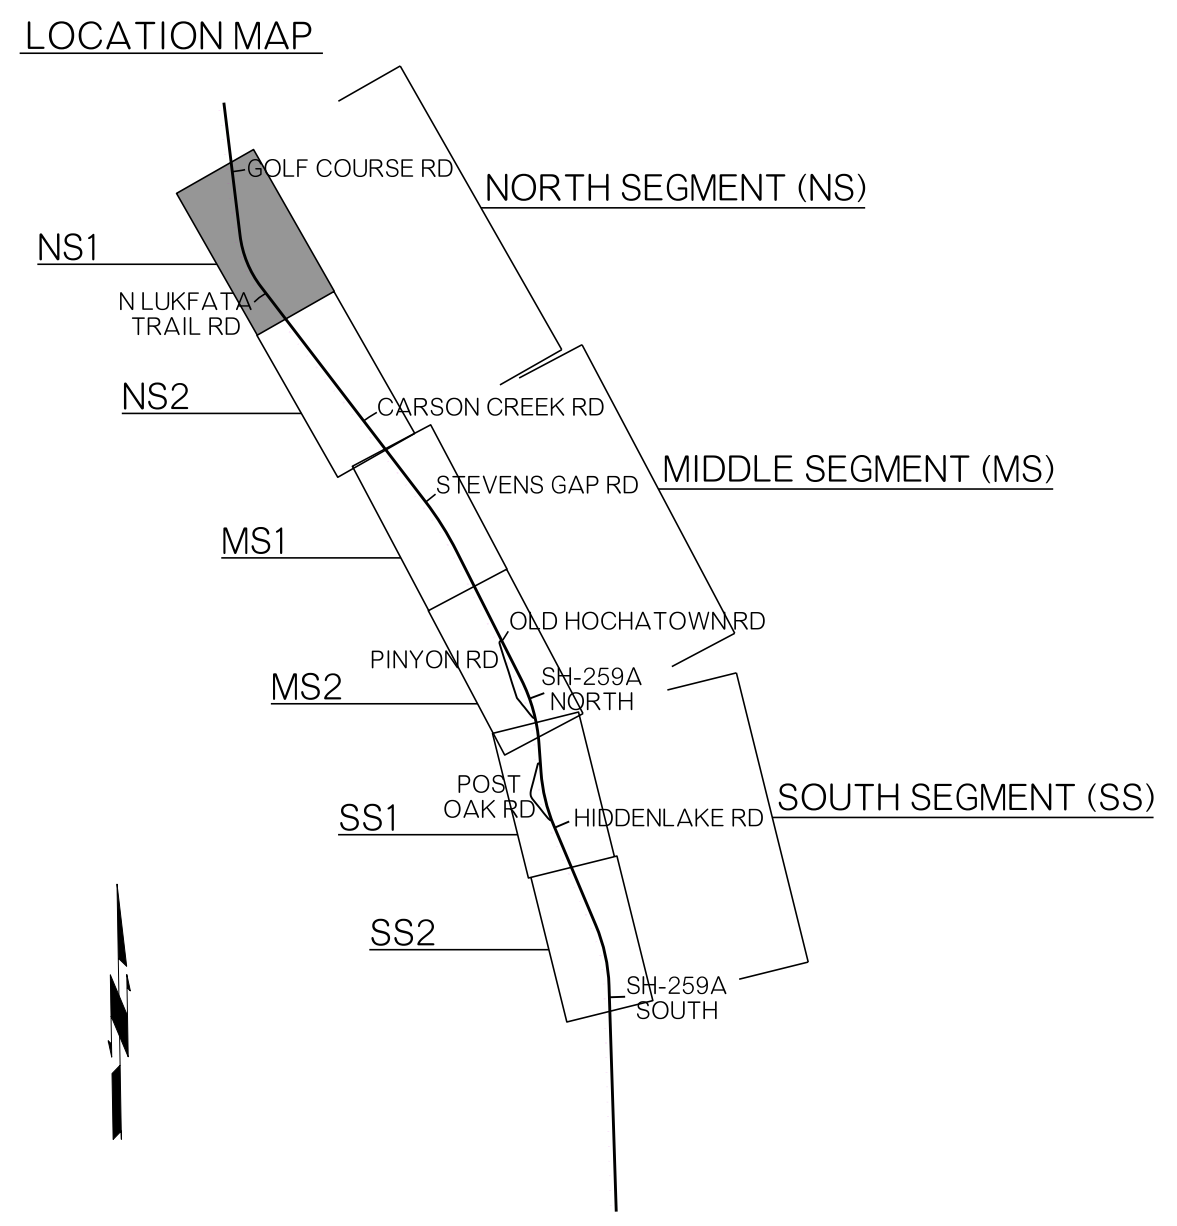 LOCATION MAP
GOLF COURSE RD
NORTH SEGMENT (NS)
NS1
N LUKFATA
TRAIL RD
NS2
CARSON CREEK RD
MIDDLE SEGMENT (MS)
STEVENS GAP RD
MS1
OLD HOCHATOWN RD
PINYON RD
SH-259A
NORTH
MS2
POST
OAK RD
SOUTH SEGMENT (SS)
SS1
HIDDENLAKE RD
SS2
SH-259A
SOUTH